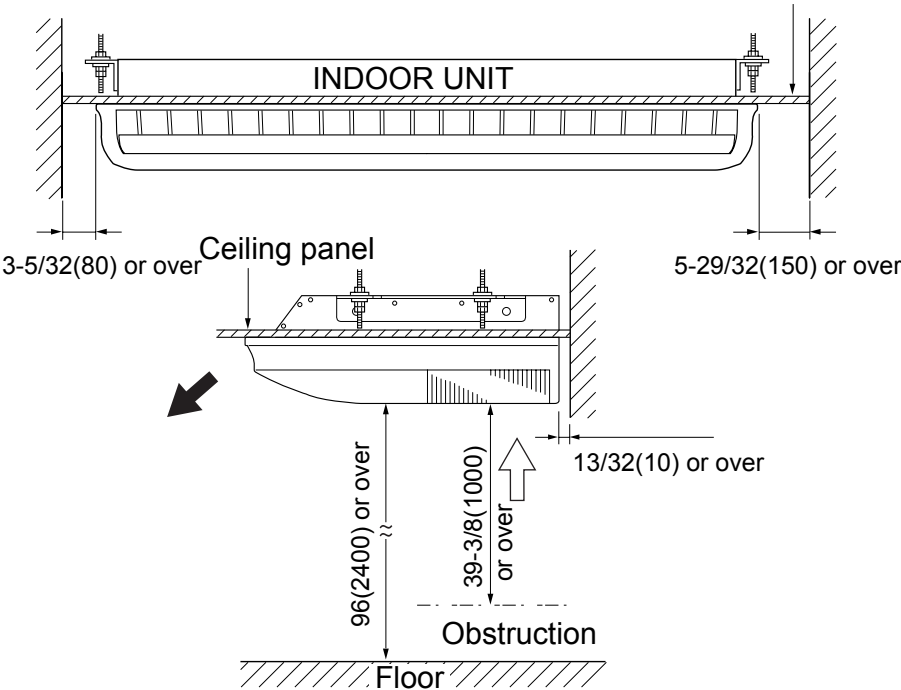 INDOOR UNIT
3-5/32(80) or over
Ceiling panel
5-29/32(150) or over
13/32(10) or over
96(2400) or over
39-3/8(1000)
or over
Obstruction
Floor